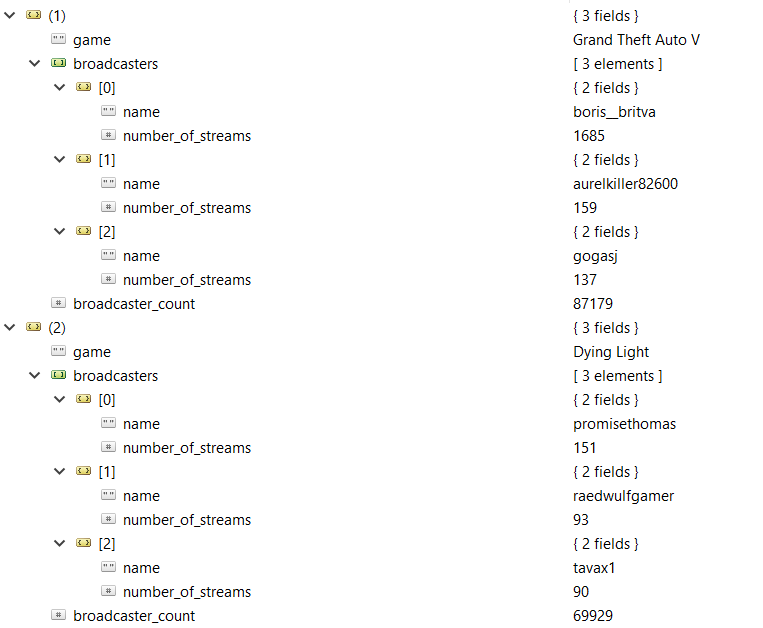 (1) { 3 fields }
"" game Grand Theft Auto V
broadcasters [ 3 elements ]
[0] { 2 fields }
"" name boris__britva
# number_of_streams 1685
[1] { 2 fields }
"" name aurelkiller82600
# number_of_streams 159
[2] { 2 fields }
"" name gogasj
# number_of_streams 137
# broadcaster_count 87179
(2) { 3 fields }
"" game Dying Light
broadcasters [ 3 elements ]
[0] { 2 fields }
"" name promisethomas
# number_of_streams 151
[1] { 2 fields }
"" name raedwulfgamer
# number_of_streams 93
[2] { 2 fields }
"" name tavax1
# number_of_streams 90
# broadcaster_count 69929